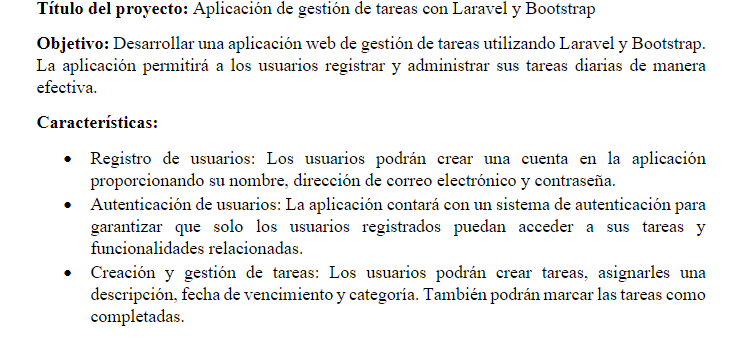 Título del proyecto: Aplicación de gestión de tareas con Laravel y Bootstrap
Objetivo: Desarrollar una aplicación web de gestión de tareas utilizando Laravel y Bootstrap.
La aplicación permitirá a los usuarios registrar y administrar sus tareas diarias de manera
efectiva.
Características:
• Registro de usuarios: Los usuarios podrán crear una cuenta en la aplicación
proporcionando su nombre, dirección de correo electrónico y contraseña.
• Autenticación de usuarios: La aplicación contará con un sistema de autenticación para
garantizar que solo los usuarios registrados puedan acceder a sus tareas y
funcionalidades relacionadas.
• Creación y gestión de tareas: Los usuarios podrán crear tareas, asignarles una
descripción, fecha de vencimiento y categoría. También podrán marcar las tareas como
completadas.